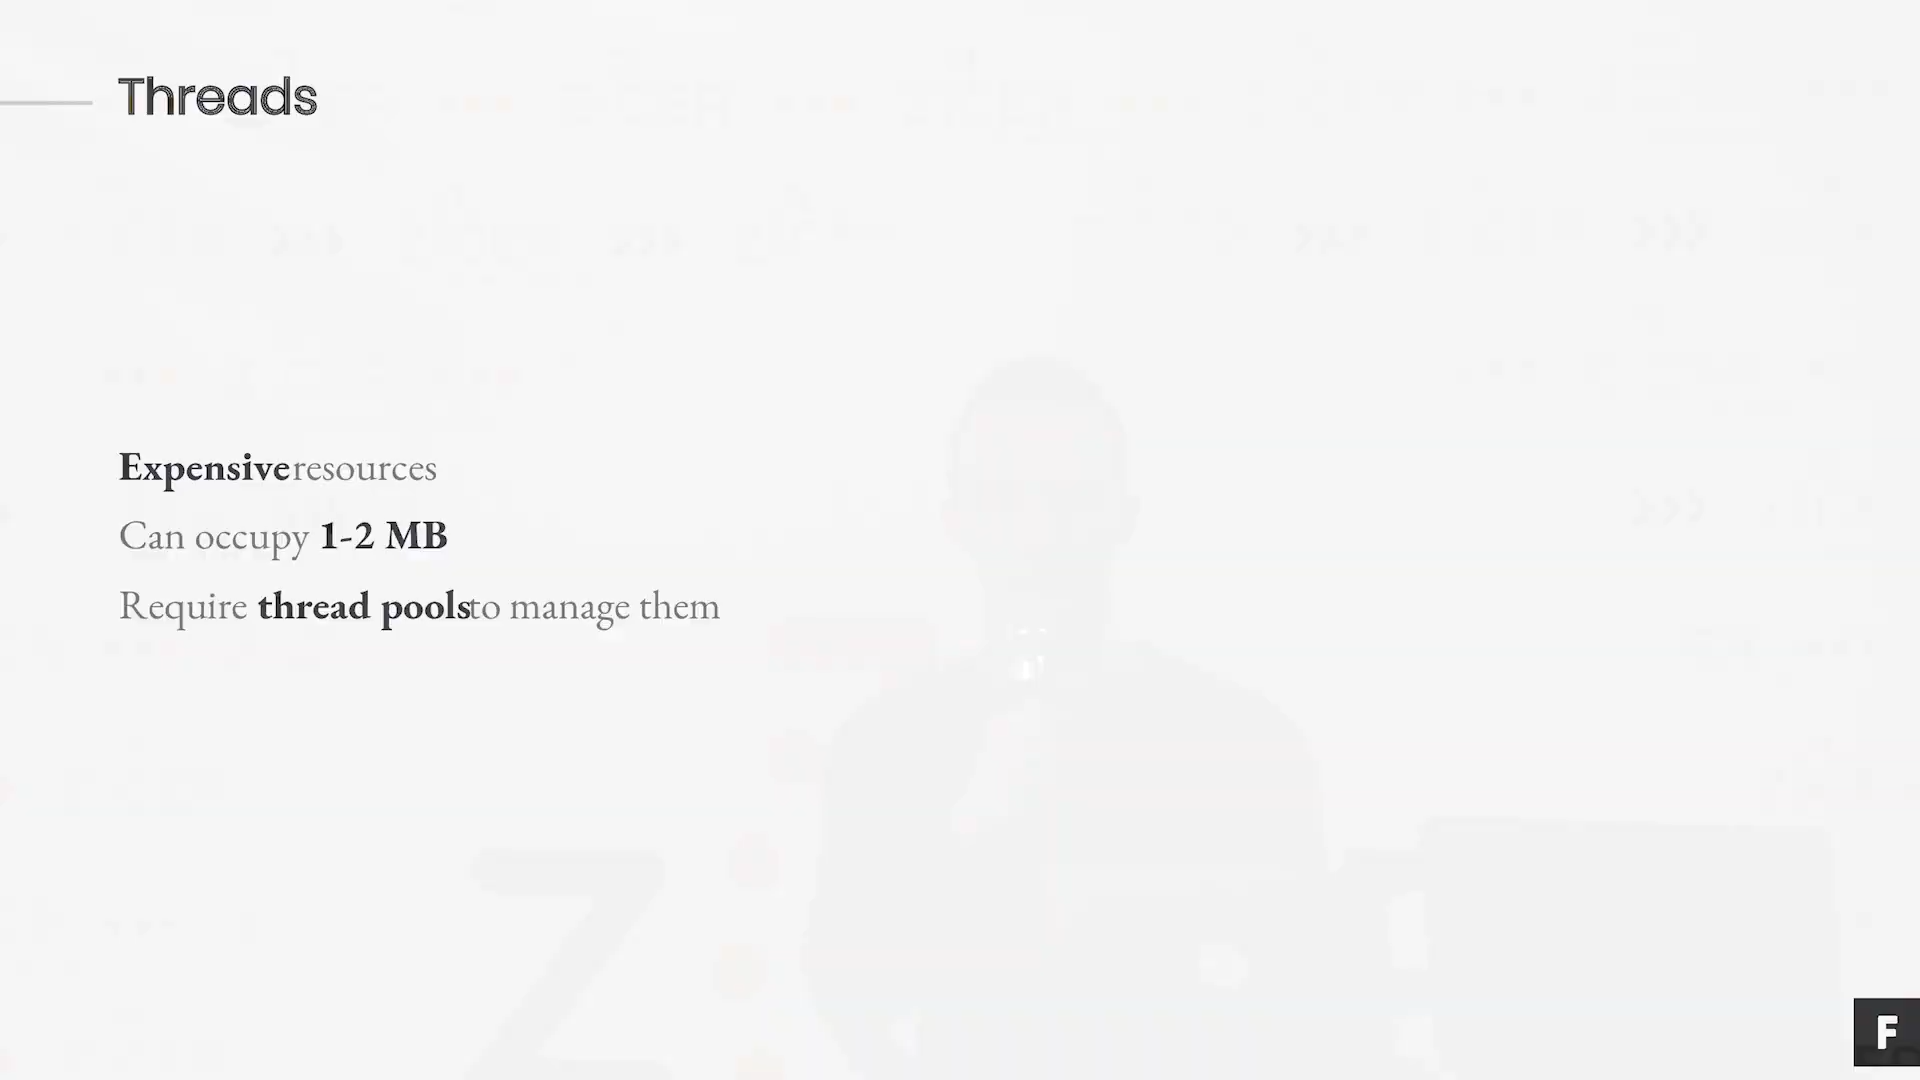 Threads
Expensive resources
Can occupy 1-2 MB
Require thread pools to manage them
F